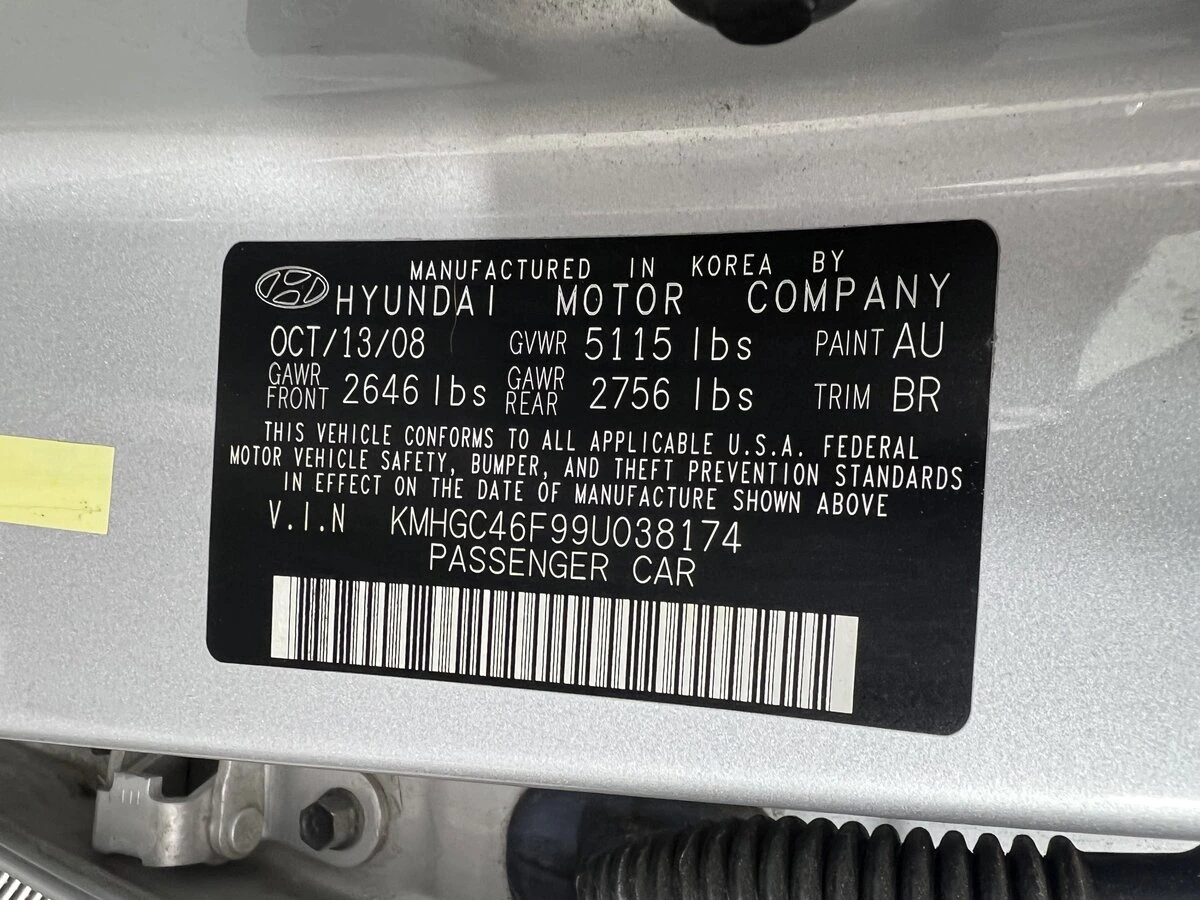 MANUFACTURED IN KOREA BY
HYUNDAI MOTOR COMPANY
OCT/13/08 GVWR 5115 lbs PAINT AU
GAWR FRONT 2646 lbs GAWR REAR 2756 lbs TRIM BR
THIS VEHICLE CONFORMS TO ALL APPLICABLE U.S.A. FEDERAL
MOTOR VEHICLE SAFETY, BUMPER, AND THEFT PREVENTION STANDARDS
IN EFFECT ON THE DATE OF MANUFACTURE SHOWN ABOVE
V.I.N KMHGC46F99U038174
PASSENGER CAR